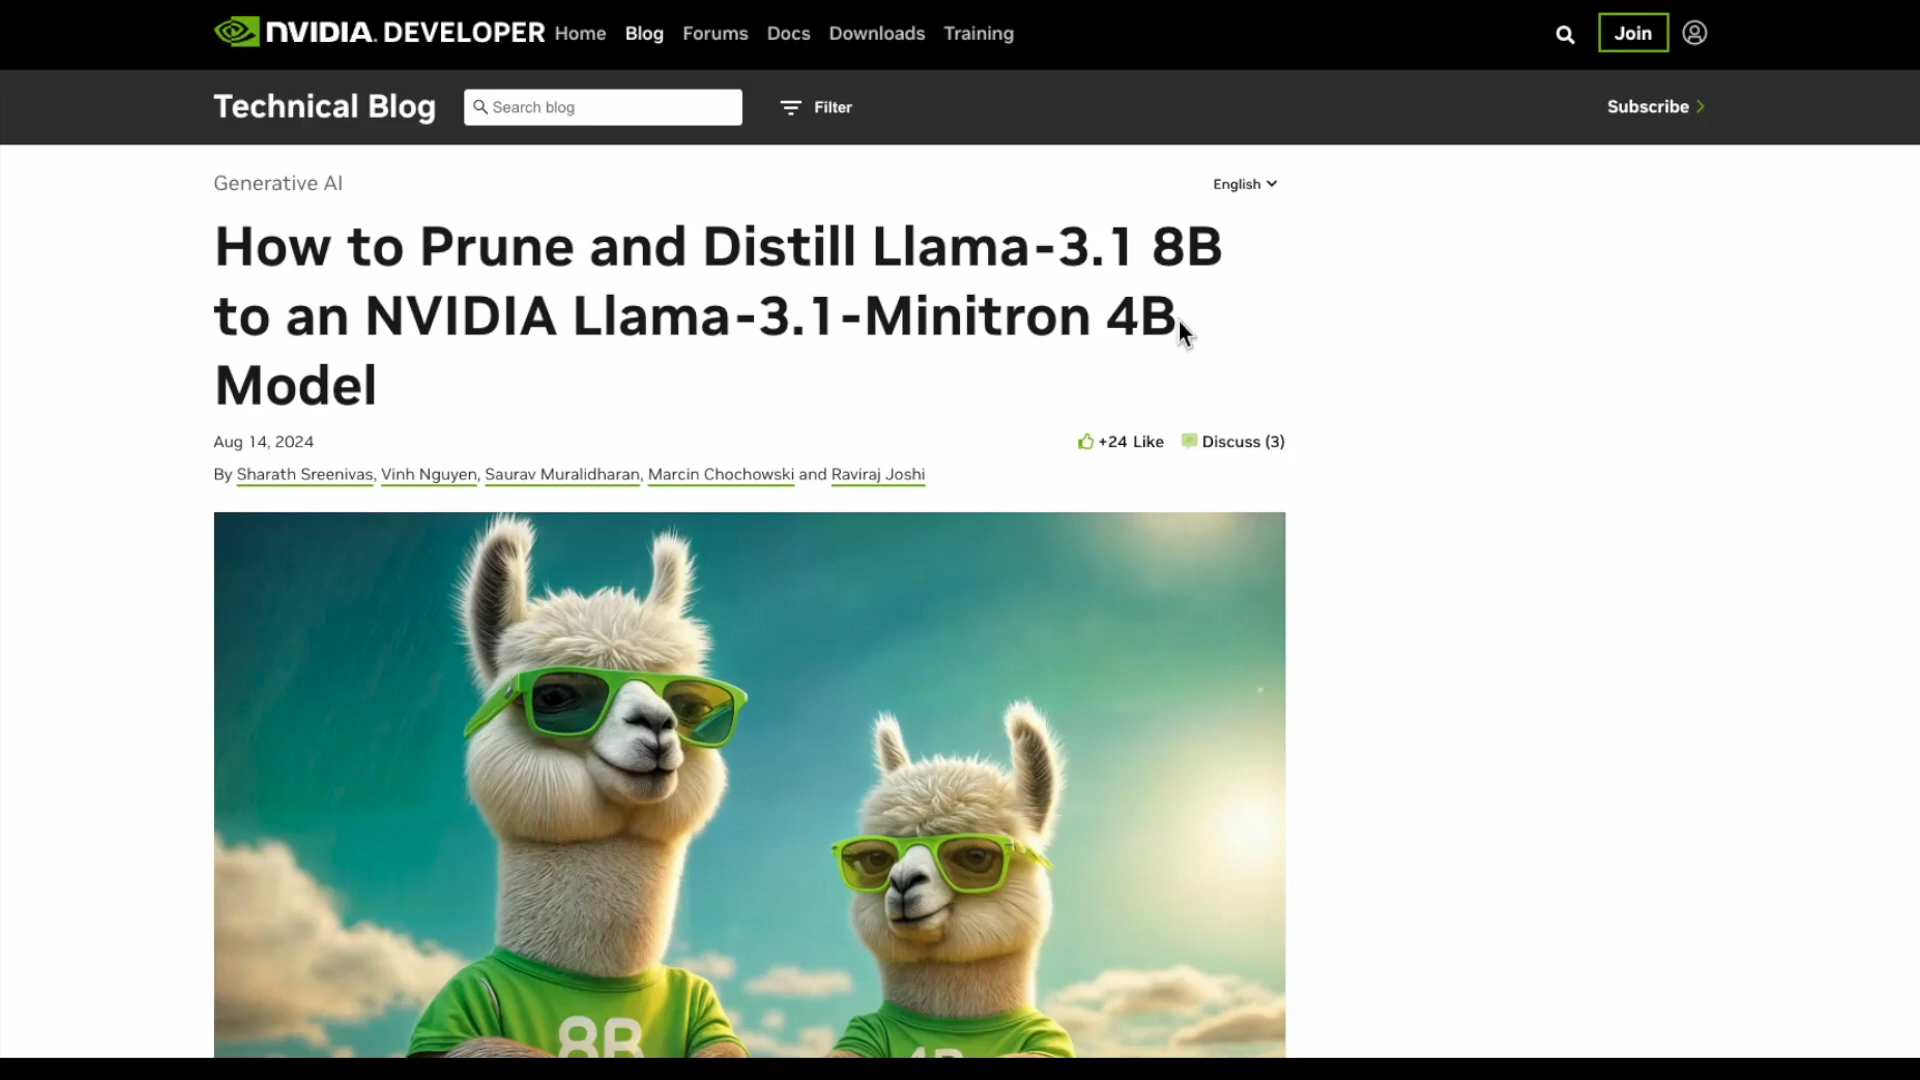 NVIDIA. DEVELOPER Home Blog Forums Docs Downloads Training Join
Technical Blog Search blog Filter Subscribe
Generative AI English
How to Prune and Distill Llama-3.1 8B
to an NVIDIA Llama-3.1-Minitron 4B
Model
Aug 14, 2024 +24 Like Discuss (3)
By Sharath Sreenivas, Vinh Nguyen, Saurav Muralidharan, Marcin Chochowski and Raviraj Joshi
8B 4B